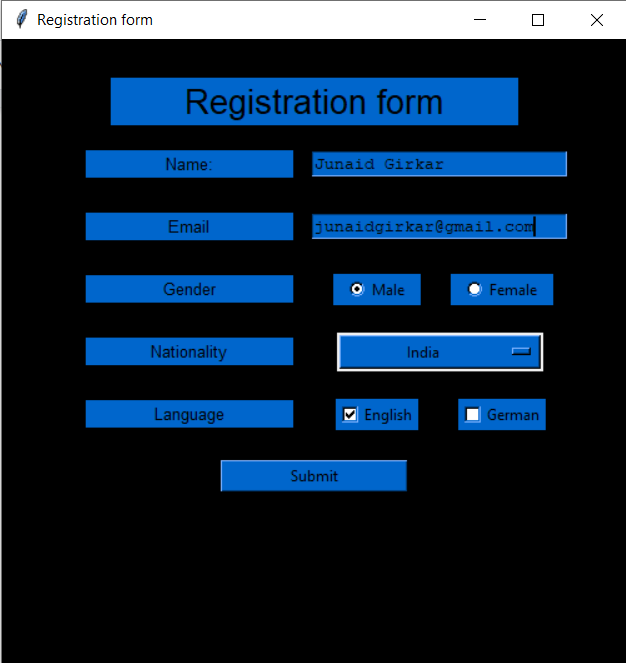 Registration form
Registration form
Name: Junaid Girkar
Email junaidgirkar@gmail.com
Gender Male Female
Nationality India
Language English German
Submit